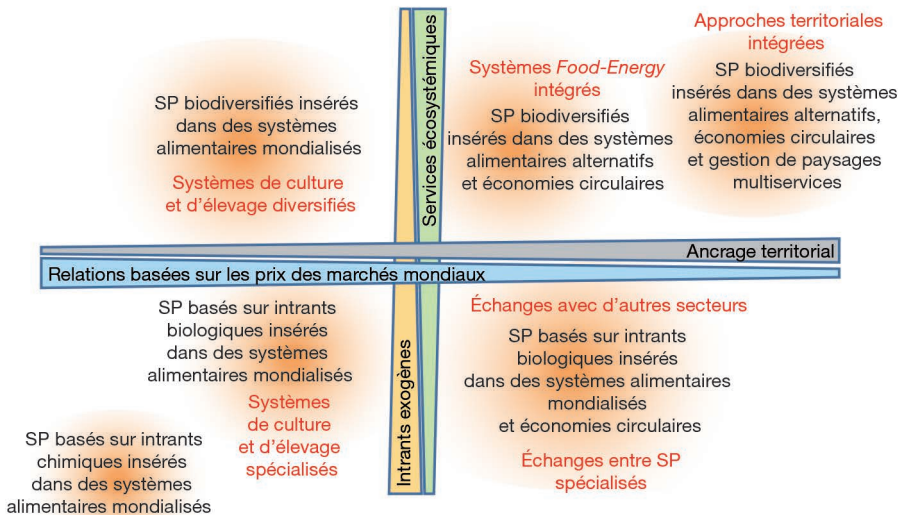 SP biodiversifiés insérés
dans des systèmes
alimentaires mondialisés
Systèmes de culture
et d'élevage diversifiés
Services écosystémiques
Systèmes Food-Energy
intégrés
SP biodiversifiés
insérés dans des systèmes
alimentaires alternatifs
et économies circulaires
Approches territoriales
intégrées
SP biodiversifiés
insérés dans des systèmes
alimentaires alternatifs,
économies circulaires
et gestion de paysages
multiservices
Ancrage territorial
Relations basées sur les prix des marchés mondiaux
SP basés sur intrants
biologiques insérés
dans des systèmes
alimentaires mondialisés
Systèmes
de culture
et d'élevage
spécialisés
SP basés sur intrants
chimiques insérés
dans des systèmes
alimentaires mondialisés
Intrants exogènes
Échanges avec d'autres secteurs
SP basés sur intrants
biologiques insérés
dans des systèmes alimentaires
mondialisés
et économies circulaires
Échanges entre SP
spécialisés